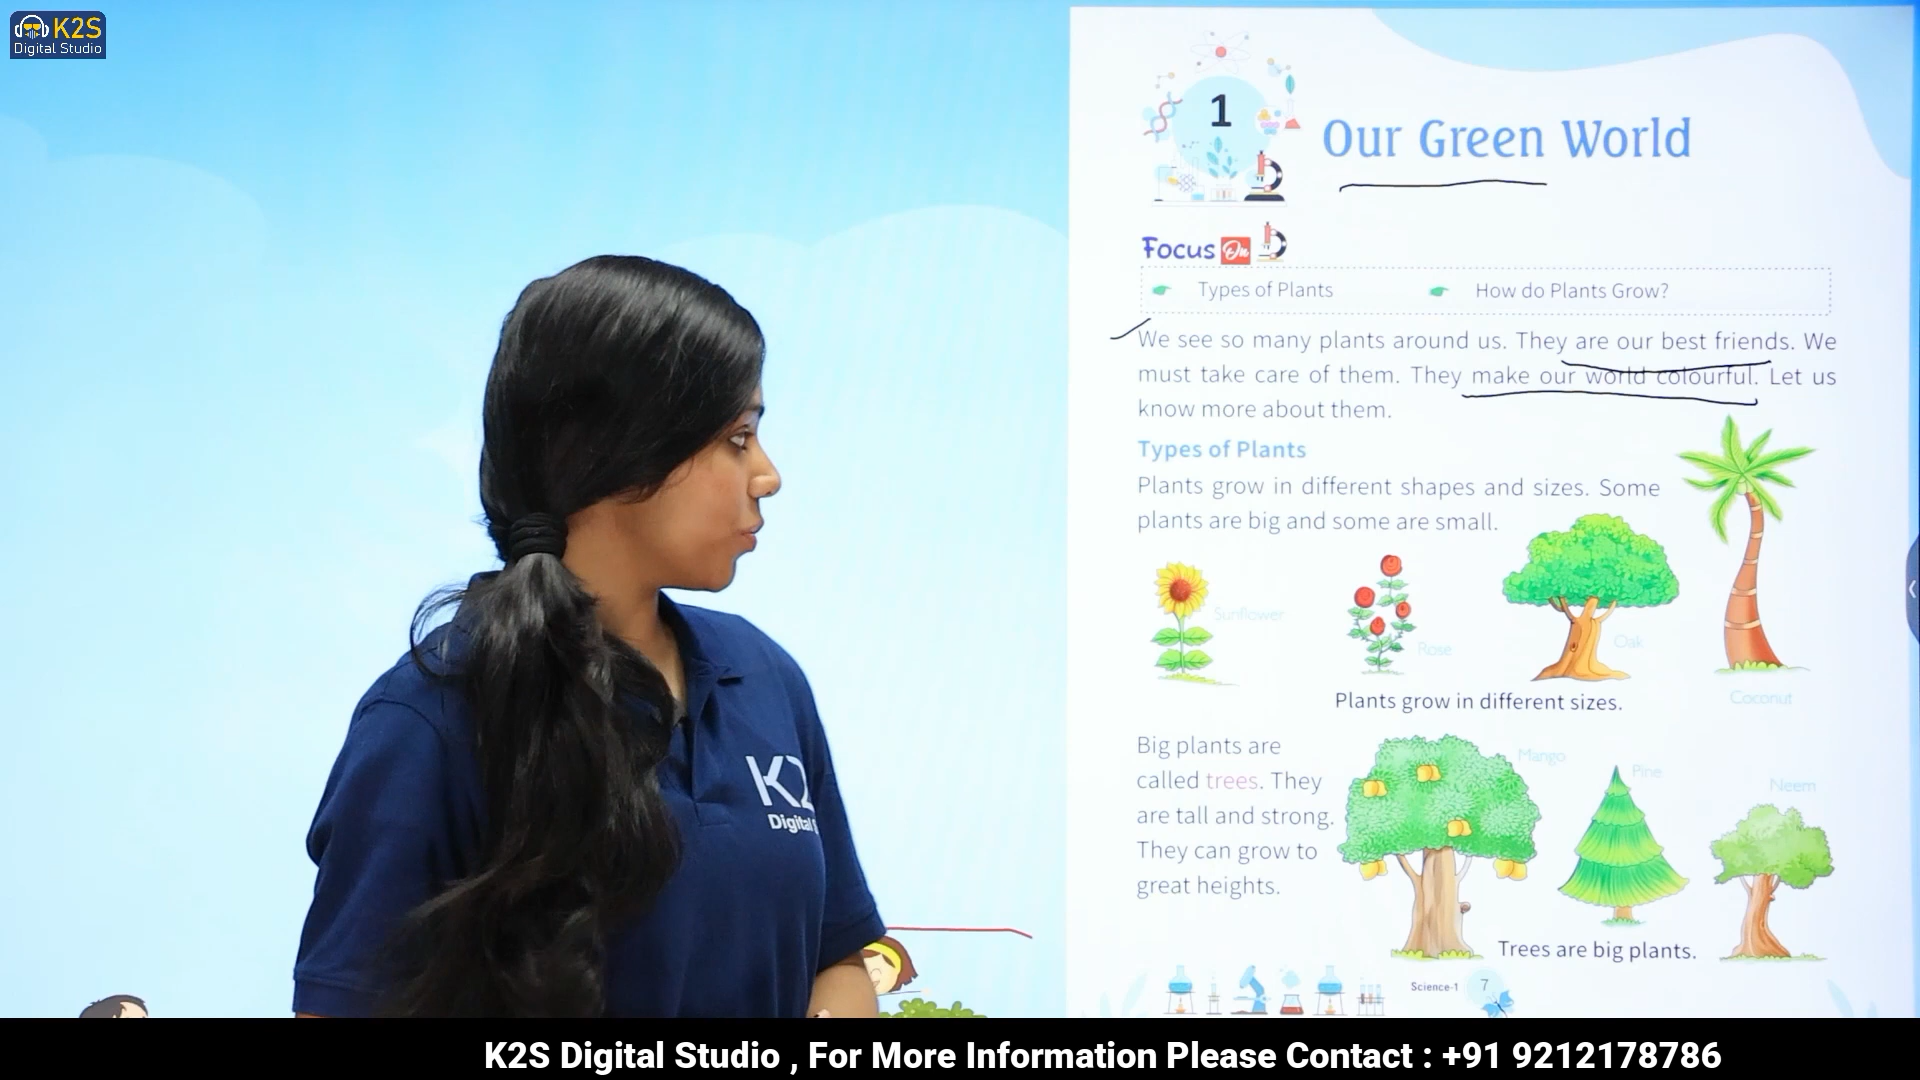 K2S
Digital Studio
1
Our Green World
Focus On
Types of Plants
How do Plants Grow?
We see so many plants around us. They are our best friends. We
must take care of them. They make our world colourful. Let us
know more about them.
Types of Plants
Plants grow in different shapes and sizes. Some
plants are big and some are small.
Sunflower
Rose
Oak
Coconut
Plants grow in different sizes.
Big plants are
called trees. They
are tall and strong.
They can grow to
great heights.
Mango
Pine
Neem
Trees are big plants.
Science-1
7
K2
Digital
K2S Digital Studio , For More Information Please Contact : +91 9212178786